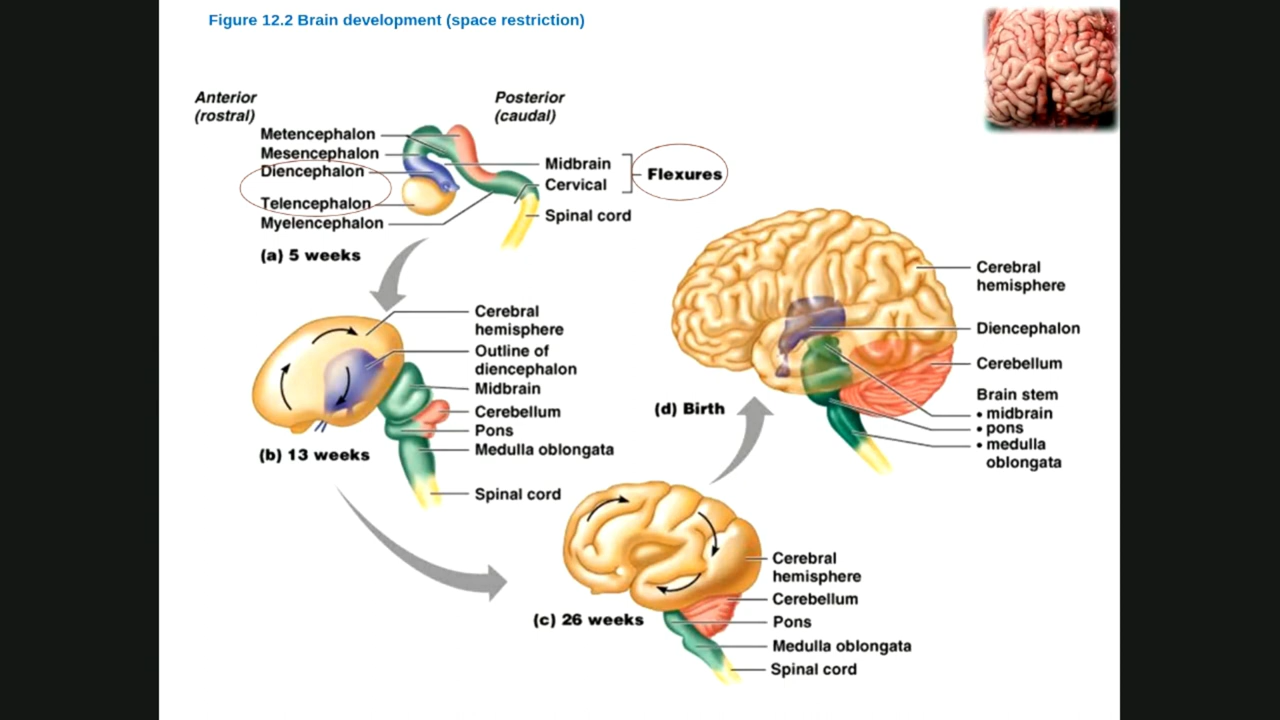 Figure 12.2 Brain development (space restriction)
Anterior
(rostral)
Posterior
(caudal)
Metencephalon
Mesencephalon
Diencephalon
Telencephalon
Myelencephalon
Midbrain
Cervical
Flexures
Spinal cord
(a) 5 weeks
Cerebral
hemisphere
Outline of
diencephalon
Midbrain
Cerebellum
Pons
Medulla oblongata
Spinal cord
(b) 13 weeks
Cerebral
hemisphere
Cerebellum
Pons
Medulla oblongata
Spinal cord
(c) 26 weeks
Cerebral
hemisphere
Diencephalon
Cerebellum
Brain stem
• midbrain
• pons
• medulla
oblongata
(d) Birth